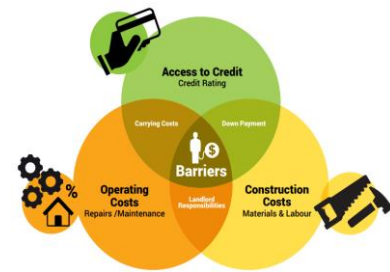 Access to Credit
Credit Rating
Carrying Costs
Down Payment
$
Barriers
%
Operating
Costs
Repairs /Maintenance
Landlord
Responsibilities
Construction
Costs
Materials & Labour